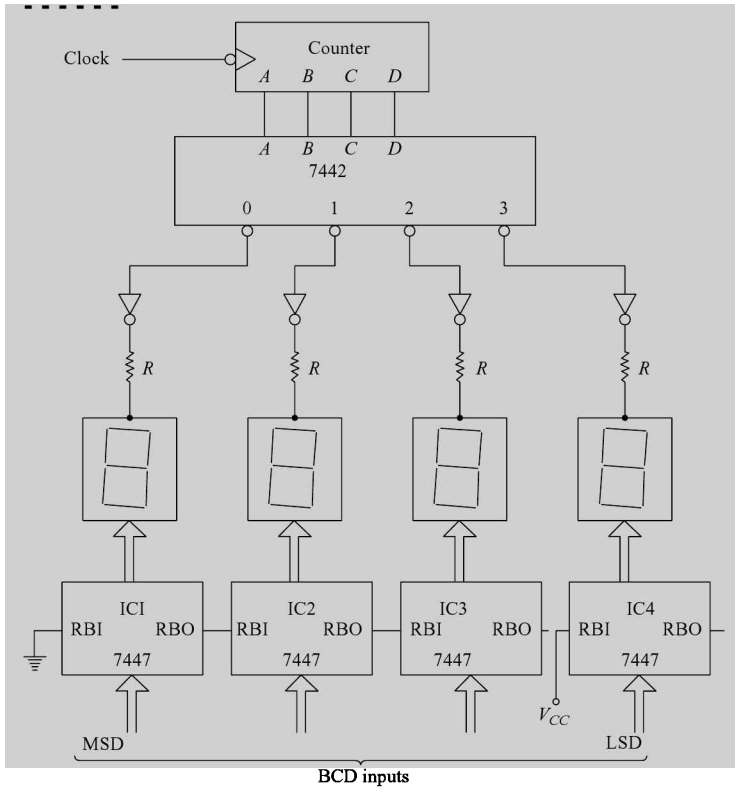 Counter
Clock
A B C D
A B C D
7442
0 1 2 3
R R R R
ICI IC2 IC3 IC4
RBI RBO RBI RBO RBI RBO RBI RBO
7447 7447 7447 7447
VCC
MSD LSD
BCD inputs